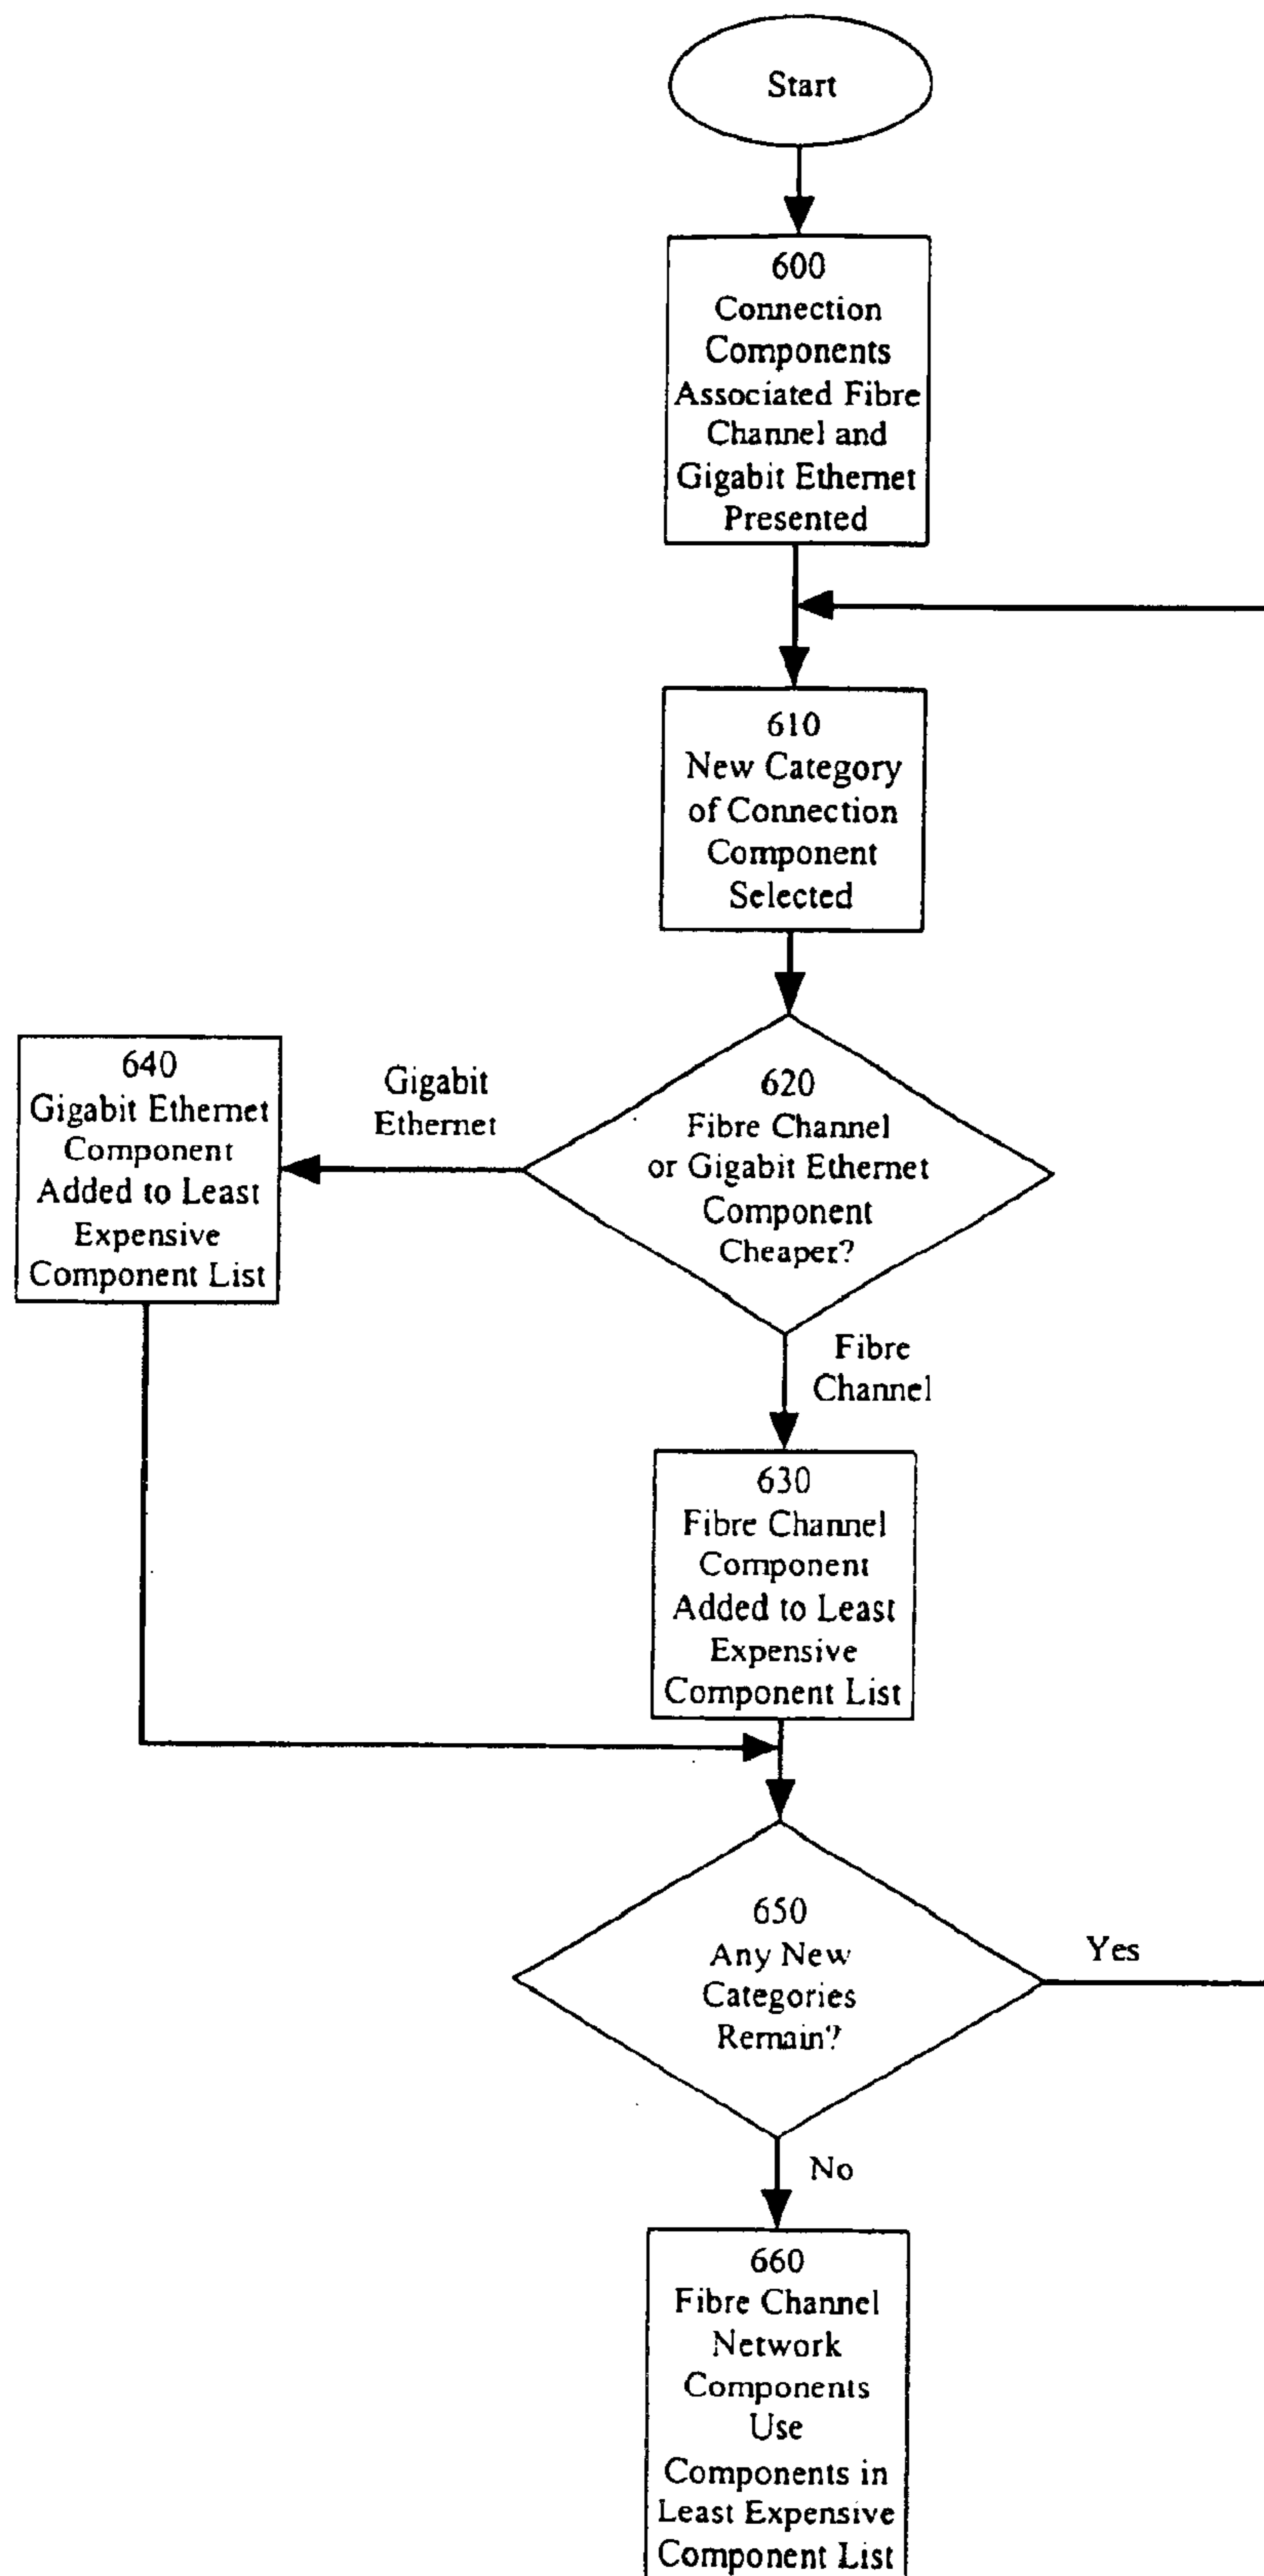 Start
600
Connection
Components
Associated Fibre
Channel and
Gigabit Ethernet
Presented
610
New Category
of Connection
Component
Selected
620
Fibre Channel
or Gigabit Ethernet
Component
Cheaper?
Gigabit
Ethernet
640
Gigabit Ethernet
Component
Added to Least
Expensive
Component List
Fibre
Channel
630
Fibre Channel
Component
Added to Least
Expensive
Component List
650
Any New
Categories
Remain?
Yes
No
660
Fibre Channel
Network
Components
Use
Components in
Least Expensive
Component List